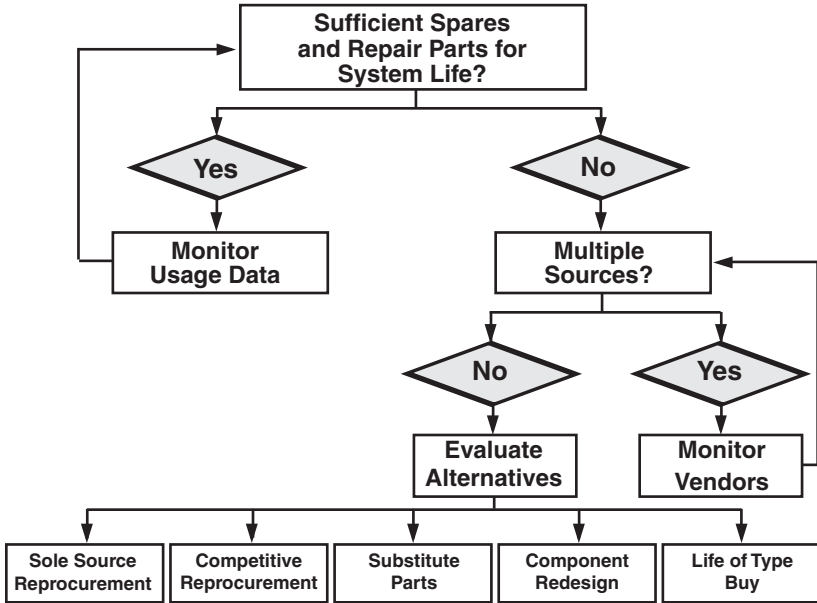 Sufficient Spares
and Repair Parts for
System Life?
Yes
No
Monitor
Usage Data
Multiple
Sources?
No
Yes
Evaluate
Alternatives
Monitor
Vendors
Sole Source
Reprocurement
Competitive
Reprocurement
Substitute
Parts
Component
Redesign
Life of Type
Buy